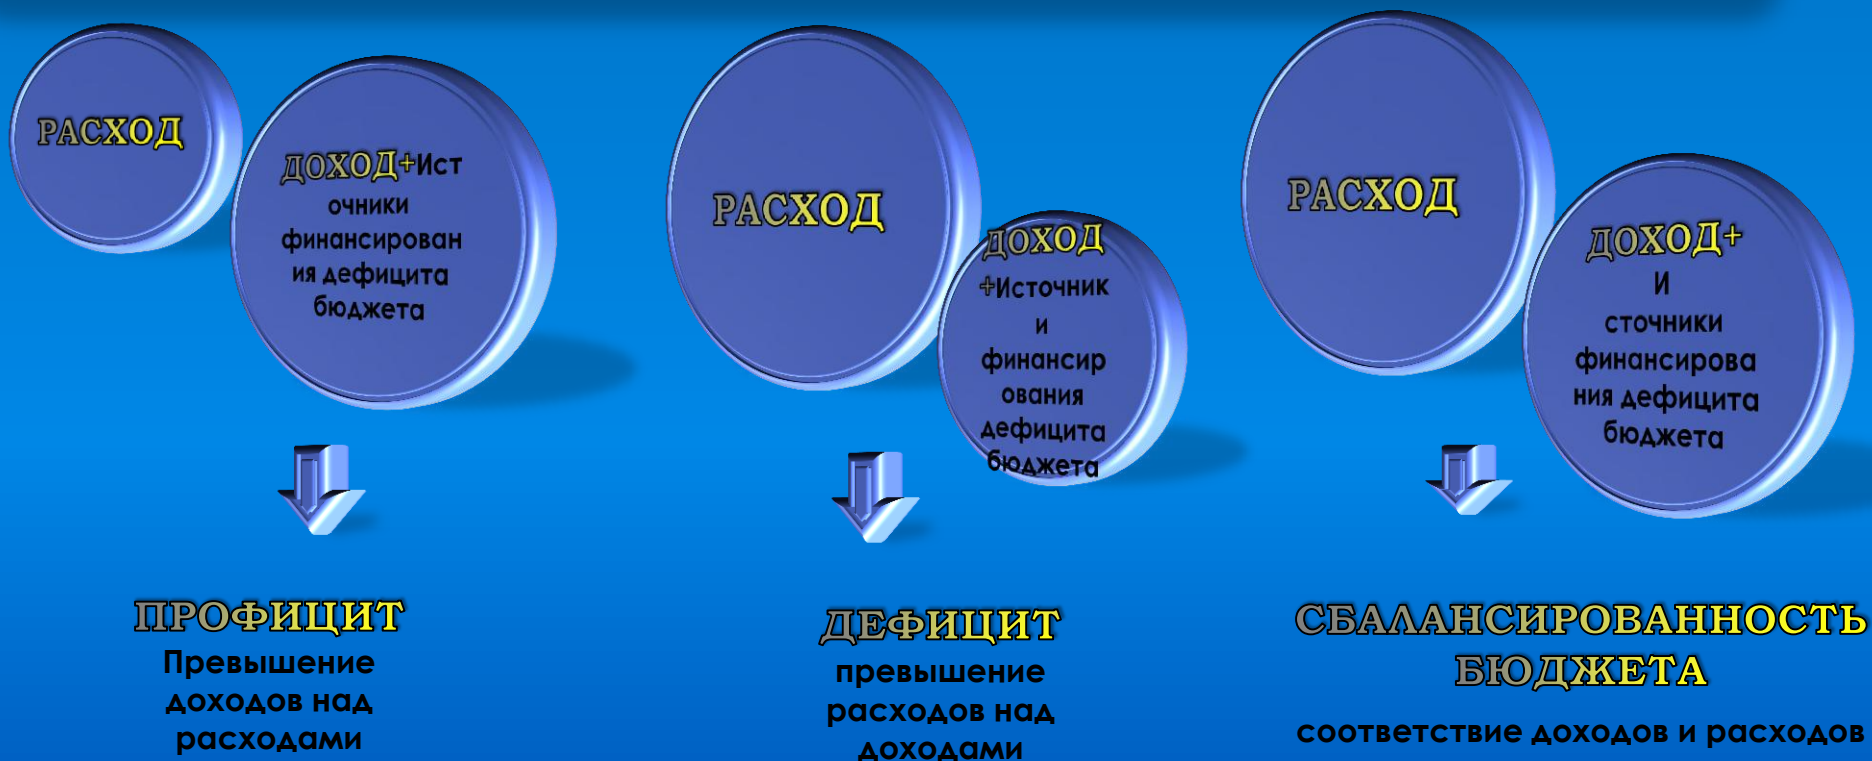 РАСХОД
ДОХОД+Ист
очники
финансирован
ия дефицита
бюджета
ПРОФИЦИТ
Превышение
доходов над
расходами
РАСХОД
ДОХОД
+Источник
и
финансир
ования
дефицита
бюджета
ДЕФИЦИТ
превышение
расходов над
доходами
РАСХОД
ДОХОД+
И
сточники
финансирова
ния дефицита
бюджета
СБАЛАНСИРОВАННОСТЬ
БЮДЖЕТА
соответствие доходов и расходов